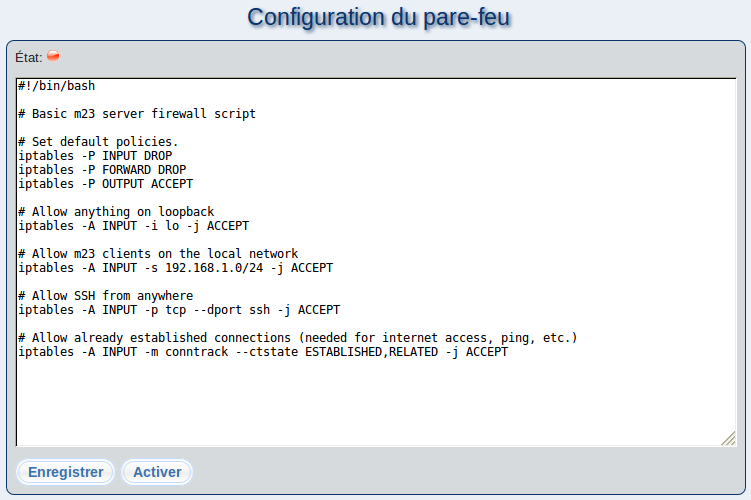 Configuration du pare-feu
État:
#!/bin/bash
# Basic m23 server firewall script
# Set default policies.
iptables -P INPUT DROP
iptables -P FORWARD DROP
iptables -P OUTPUT ACCEPT
# Allow anything on loopback
iptables -A INPUT -i lo -j ACCEPT
# Allow m23 clients on the local network
iptables -A INPUT -s 192.168.1.0/24 -j ACCEPT
# Allow SSH from anywhere
iptables -A INPUT -p tcp --dport ssh -j ACCEPT
# Allow already established connections (needed for internet access, ping, etc.)
iptables -A INPUT -m conntrack --ctstate ESTABLISHED,RELATED -j ACCEPT
Enregistrer Activer